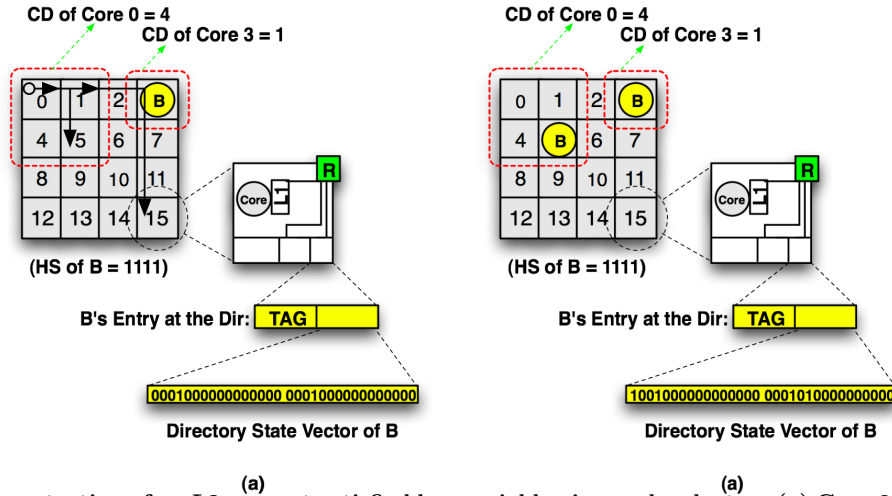 CD of Core 0 = 4
CD of Core 3 = 1
0 1 2 B
4 5 6 7
8 9 10 11
12 13 14 15
(HS of B = 1111)
R
Core L1
B's Entry at the Dir: TAG
0001000000000000 0001000000000000
Directory State Vector of B
(a)
CD of Core 0 = 4
CD of Core 3 = 1
0 1 2 B
4 B 6 7
8 9 10 11
12 13 14 15
(HS of B = 1111)
R
Core L1
B's Entry at the Dir: TAG
1001000000000000 0001010000000000
Directory State Vector of B
(a)